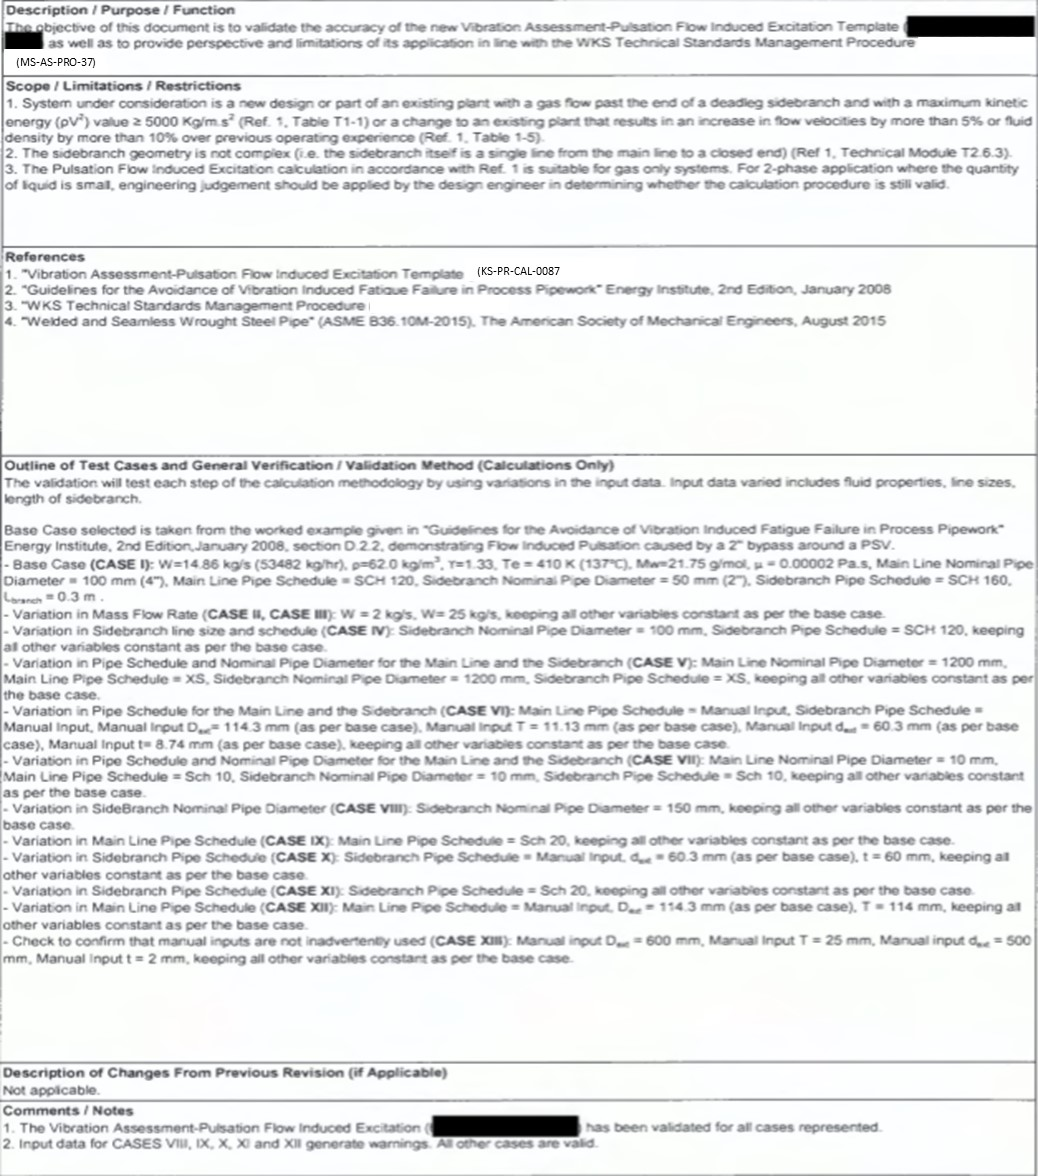 Description / Purpose / Function
The objective of this document is to validate the accuracy of the new Vibration Assessment-Pulsation Flow Induced Excitation Template (
as well as to provide perspective and limitations of its application in line with the WKS Technical Standards Management Procedure
(MS-AS-PRO-37)
Scope / Limitations / Restrictions
1. System under consideration is a new design or part of an existing plant with a gas flow past the end of a deadleg sidebranch and with a maximum kinetic
energy (ρV²) value ≥ 5000 Kg/m.s² (Ref. 1, Table T1-1) or a change to an existing plant that results in an increase in flow velocities by more than 5% or fluid
density by more than 10% over previous operating experience (Ref. 1, Table 1-5).
2. The sidebranch geometry is not complex (i.e. the sidebranch itself is a single line from the main line to a closed end) (Ref 1, Technical Module T2.6.3).
3. The Pulsation Flow Induced Excitation calculation in accordance with Ref. 1 is suitable for gas only systems. For 2-phase application where the quantity
of liquid is small, engineering judgement should be applied by the design engineer in determining whether the calculation procedure is still valid.
References
1. "Vibration Assessment-Pulsation Flow Induced Excitation Template (KS-PR-CAL-0087
2. "Guidelines for the Avoidance of Vibration Induced Fatigue Failure in Process Pipework" Energy Institute, 2nd Edition, January 2008
3. "WKS Technical Standards Management Procedure
4. "Welded and Seamless Wrought Steel Pipe" (ASME B36.10M-2015), The American Society of Mechanical Engineers, August 2015
Outline of Test Cases and General Verification / Validation Method (Calculations Only)
The validation will test each step of the calculation methodology by using variations in the input data. Input data varied includes fluid properties, line sizes,
length of sidebranch.
Base Case selected is taken from the worked example given in "Guidelines for the Avoidance of Vibration Induced Fatigue Failure in Process Pipework"
Energy Institute, 2nd Edition,January 2008, section D.2.2, demonstrating Flow Induced Pulsation caused by a 2" bypass around a PSV.
- Base Case (CASE I): W=14.86 kg/s (53482 kg/hr), ρ=62.0 kg/m³, τ=1.33, Te = 410 K (137ºC), Mw=21.75 g/mol, μ = 0.00002 Pa.s, Main Line Nominal Pipe
Diameter = 100 mm (4"), Main Line Pipe Schedule = SCH 120, Sidebranch Nominal Pipe Diameter = 50 mm (2"), Sidebranch Pipe Schedule = SCH 160,
Lbranch = 0.3 m .
- Variation in Mass Flow Rate (CASE II, CASE III): W = 2 kg/s, W= 25 kg/s, keeping all other variables constant as per the base case.
- Variation in Sidebranch line size and schedule (CASE IV): Sidebranch Nominal Pipe Diameter = 100 mm, Sidebranch Pipe Schedule = SCH 120, keeping
all other variables constant as per the base case.
- Variation in Pipe Schedule and Nominal Pipe Diameter for the Main Line and the Sidebranch (CASE V): Main Line Nominal Pipe Diameter = 1200 mm,
Main Line Pipe Schedule = XS, Sidebranch Nominal Pipe Diameter = 1200 mm, Sidebranch Pipe Schedule = XS, keeping all other variables constant as per
the base case.
- Variation in Pipe Schedule for the Main Line and the Sidebranch (CASE VI): Main Line Pipe Schedule = Manual Input, Sidebranch Pipe Schedule =
Manual Input, Manual Input Dext= 114.3 mm (as per base case), Manual Input T = 11.13 mm (as per base case), Manual Input dext = 60.3 mm (as per base
case), Manual Input t= 8.74 mm (as per base case), keeping all other variables constant as per the base case.
- Variation in Pipe Schedule and Nominal Pipe Diameter for the Main Line and the Sidebranch (CASE VII): Main Line Nominal Pipe Diameter = 10 mm,
Main Line Pipe Schedule = Sch 10, Sidebranch Nominal Pipe Diameter = 10 mm, Sidebranch Pipe Schedule = Sch 10, keeping all other variables constant
as per the base case.
- Variation in SideBranch Nominal Pipe Diameter (CASE VIII): Sidebranch Nominal Pipe Diameter = 150 mm, keeping all other variables constant as per the
base case.
- Variation in Main Line Pipe Schedule (CASE IX): Main Line Pipe Schedule = Sch 20, keeping all other variables constant as per the base case.
- Variation in Sidebranch Pipe Schedule (CASE X): Sidebranch Pipe Schedule = Manual Input, dext = 60.3 mm (as per base case), t = 60 mm, keeping all
other variables constant as per the base case.
- Variation in Sidebranch Pipe Schedule (CASE XI): Sidebranch Pipe Schedule = Sch 20, keeping all other variables constant as per the base case.
- Variation in Main Line Pipe Schedule (CASE XII): Main Line Pipe Schedule = Manual Input, Dext = 114.3 mm (as per base case), T = 114 mm, keeping all
other variables constant as per the base case.
- Check to confirm that manual inputs are not inadvertently used (CASE XIII): Manual input Dext = 600 mm, Manual Input T = 25 mm, Manual input dext = 500
mm, Manual Input t = 2 mm, keeping all other variables constant as per the base case.
Description of Changes From Previous Revision (if Applicable)
Not applicable.
Comments / Notes
1. The Vibration Assessment-Pulsation Flow Induced Excitation ( ) has been validated for all cases represented.
2. Input data for CASES VIII, IX, X, XI and XII generate warnings. All other cases are valid.